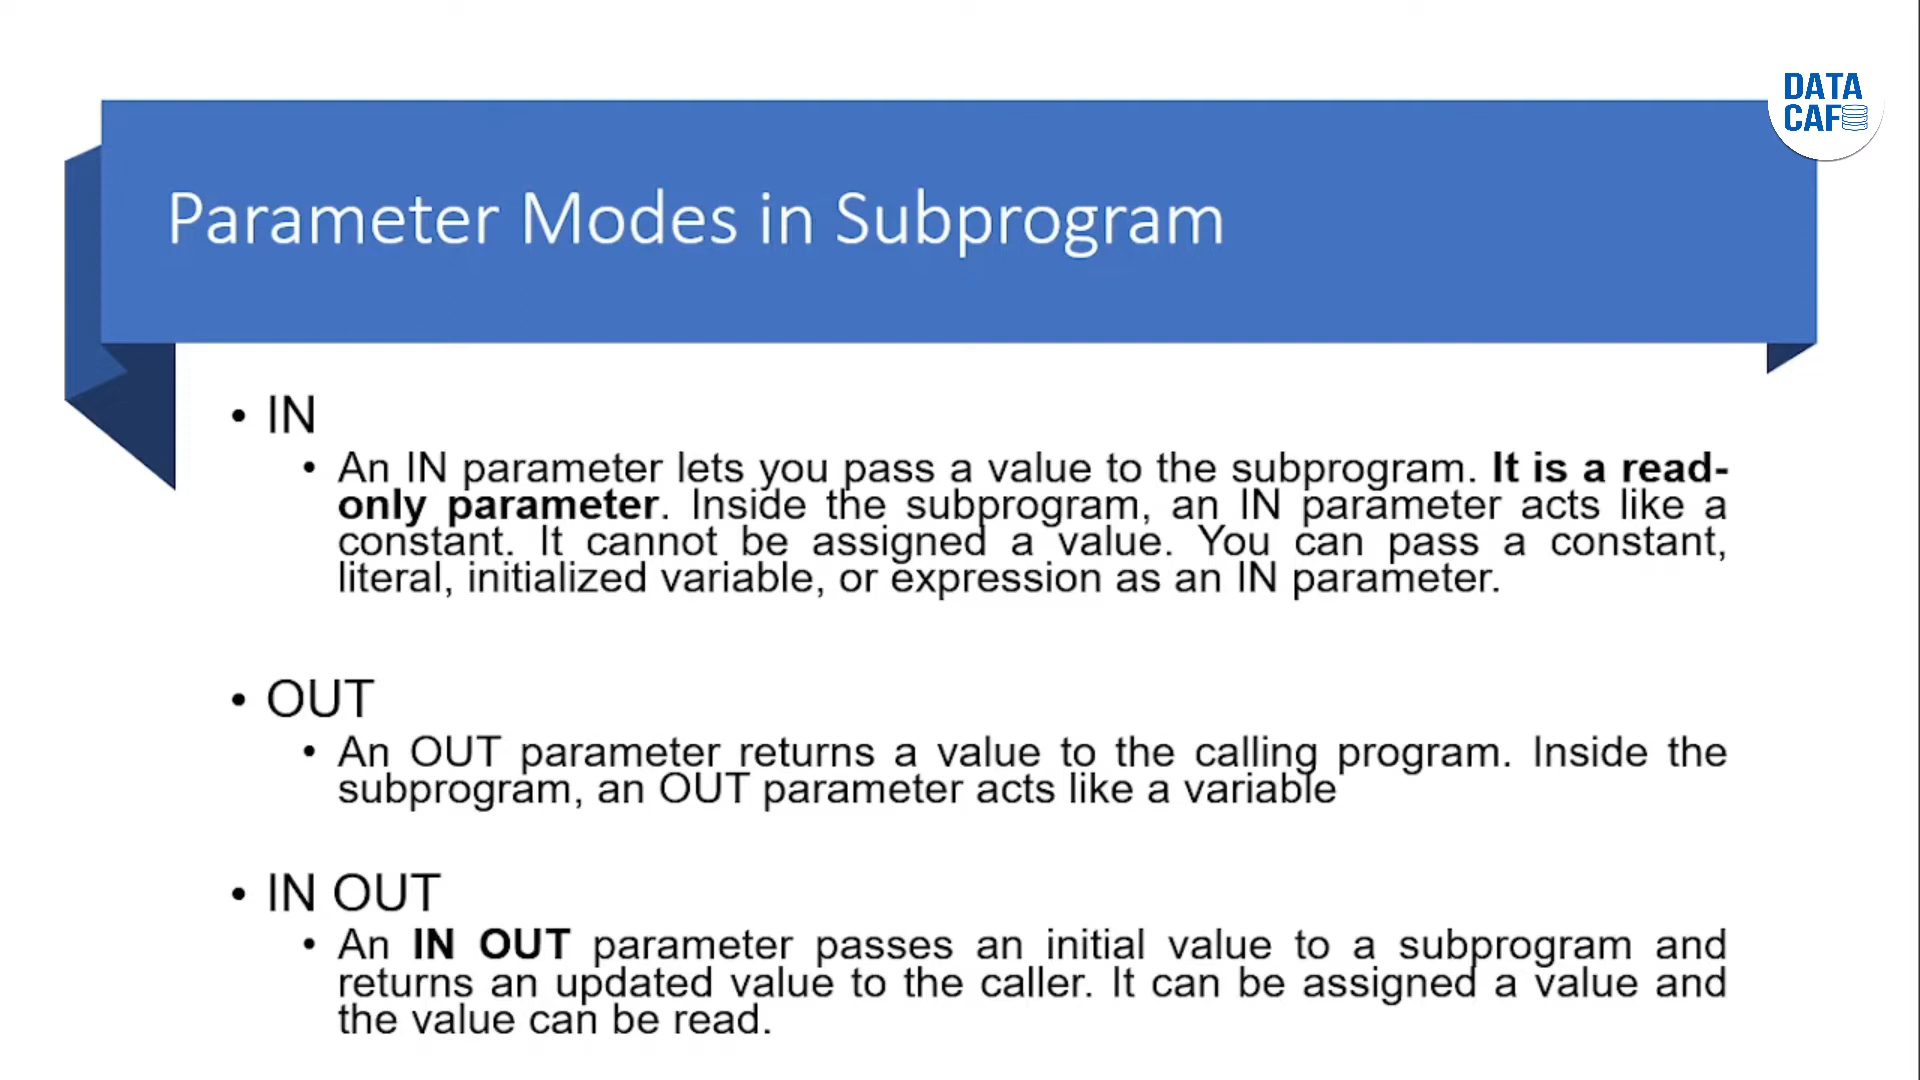 DATA
CAF
Parameter Modes in Subprogram
• IN
• An IN parameter lets you pass a value to the subprogram. It is a read-
only parameter. Inside the subprogram, an IN parameter acts like a
constant. It cannot be assigned a value. You can pass a constant,
literal, initialized variable, or expression as an IN parameter.
• OUT
• An OUT parameter returns a value to the calling program. Inside the
subprogram, an OUT parameter acts like a variable
• IN OUT
• An IN OUT parameter passes an initial value to a subprogram and
returns an updated value to the caller. It can be assigned a value and
the value can be read.